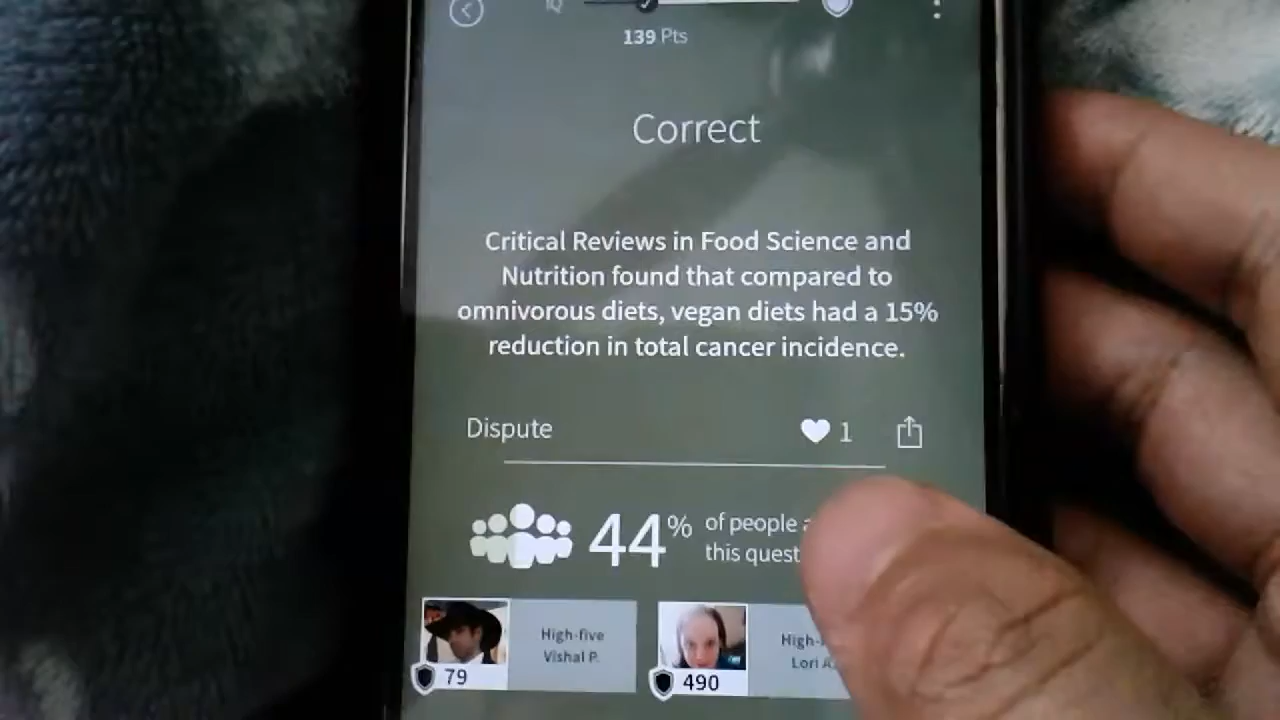 IQ
139 Pts
Correct
Critical Reviews in Food Science and
Nutrition found that compared to
omnivorous diets, vegan diets had a 15%
reduction in total cancer incidence.
Dispute
1
44% of people
this quest
High-five
Vishal P.
79
High-
Lori A.
490